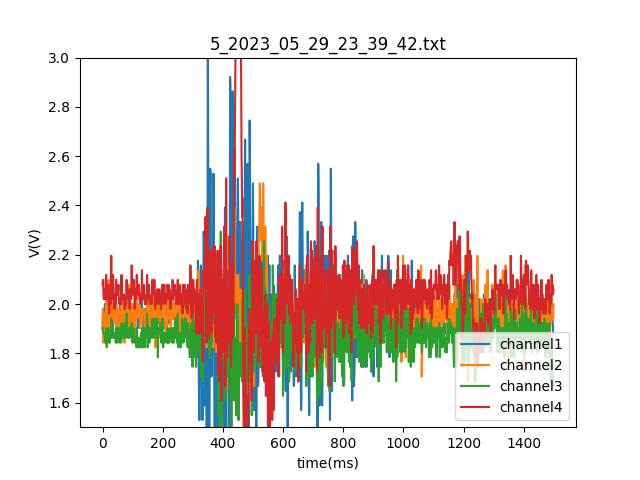 5_2023_05_29_23_39_42.txt
3.0
2.8
2.6
2.4
2.2
2.0
1.8
1.6
V(V)
channel1
channel2
channel3
channel4
0 200 400 600 800 1000 1200 1400
time(ms)